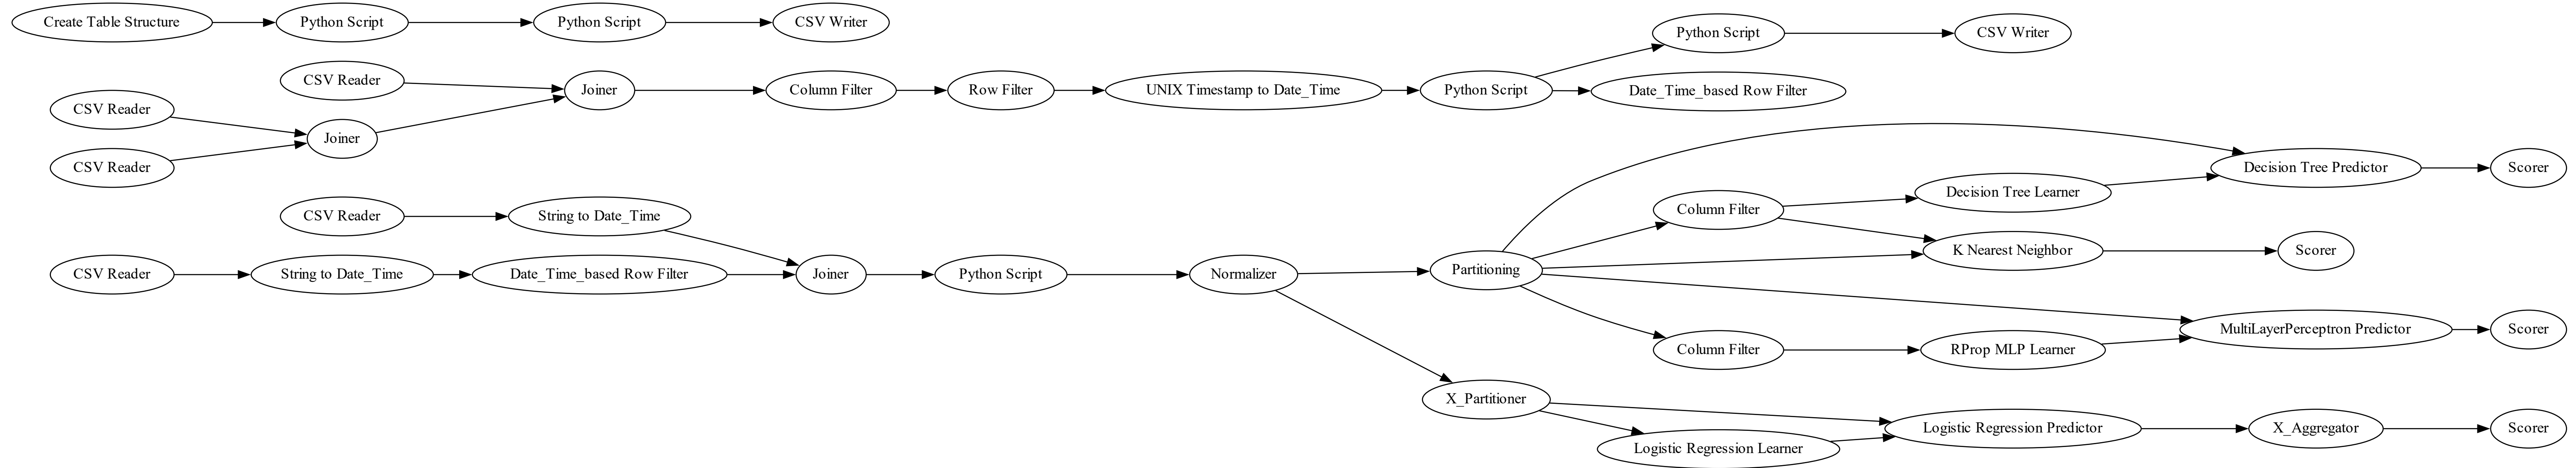 Create Table Structure
Python Script
Python Script
CSV Writer
CSV Reader
CSV Reader
CSV Reader
Joiner
Joiner
Column Filter
Row Filter
UNIX Timestamp to Date_Time
Python Script
Python Script
CSV Writer
Date_Time_based Row Filter
CSV Reader
String to Date_Time
CSV Reader
String to Date_Time
Date_Time_based Row Filter
Joiner
Python Script
Normalizer
Partitioning
Column Filter
Decision Tree Learner
Decision Tree Predictor
Scorer
K Nearest Neighbor
Scorer
Column Filter
RProp MLP Learner
MultiLayerPerceptron Predictor
Scorer
X_Partitioner
Logistic Regression Learner
Logistic Regression Predictor
X_Aggregator
Scorer